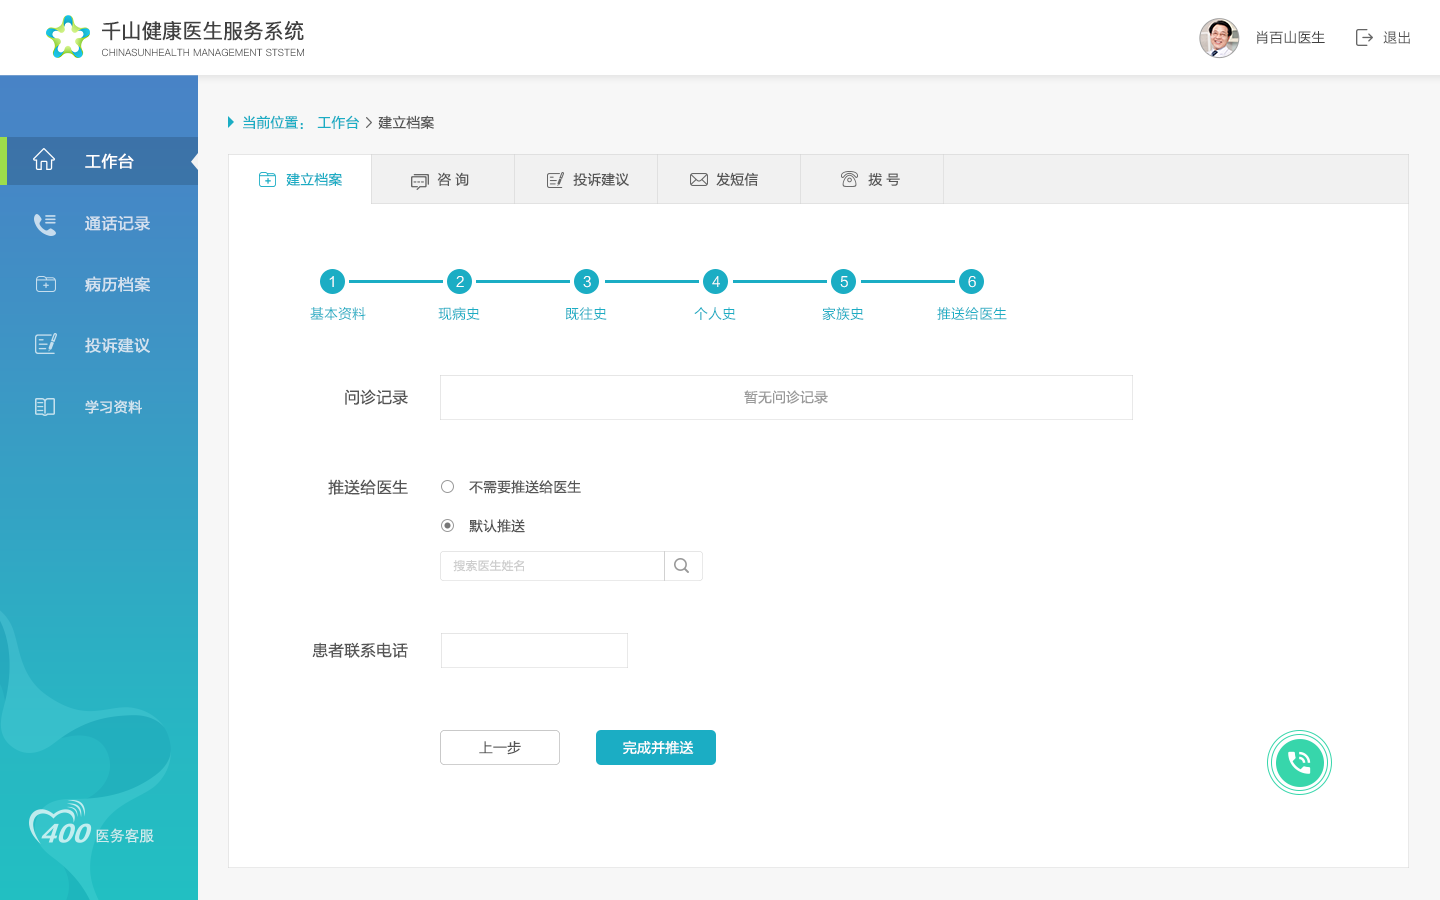 千山健康医生服务系统
CHINASUNHEALTH MANAGEMENT STSTEM
肖百山医生
退出
当前位置： 工作台 > 建立档案
工作台
通话记录
病历档案
投诉建议
学习资料
400 医务客服
建立档案
咨 询
投诉建议
发短信
拨 号
1 2 3 4 5 6
基本资料 现病史 既往史 个人史 家族史 推送给医生
问诊记录
暂无问诊记录
推送给医生
不需要推送给医生
默认推送
搜索医生姓名
患者联系电话
上一步
完成并推送